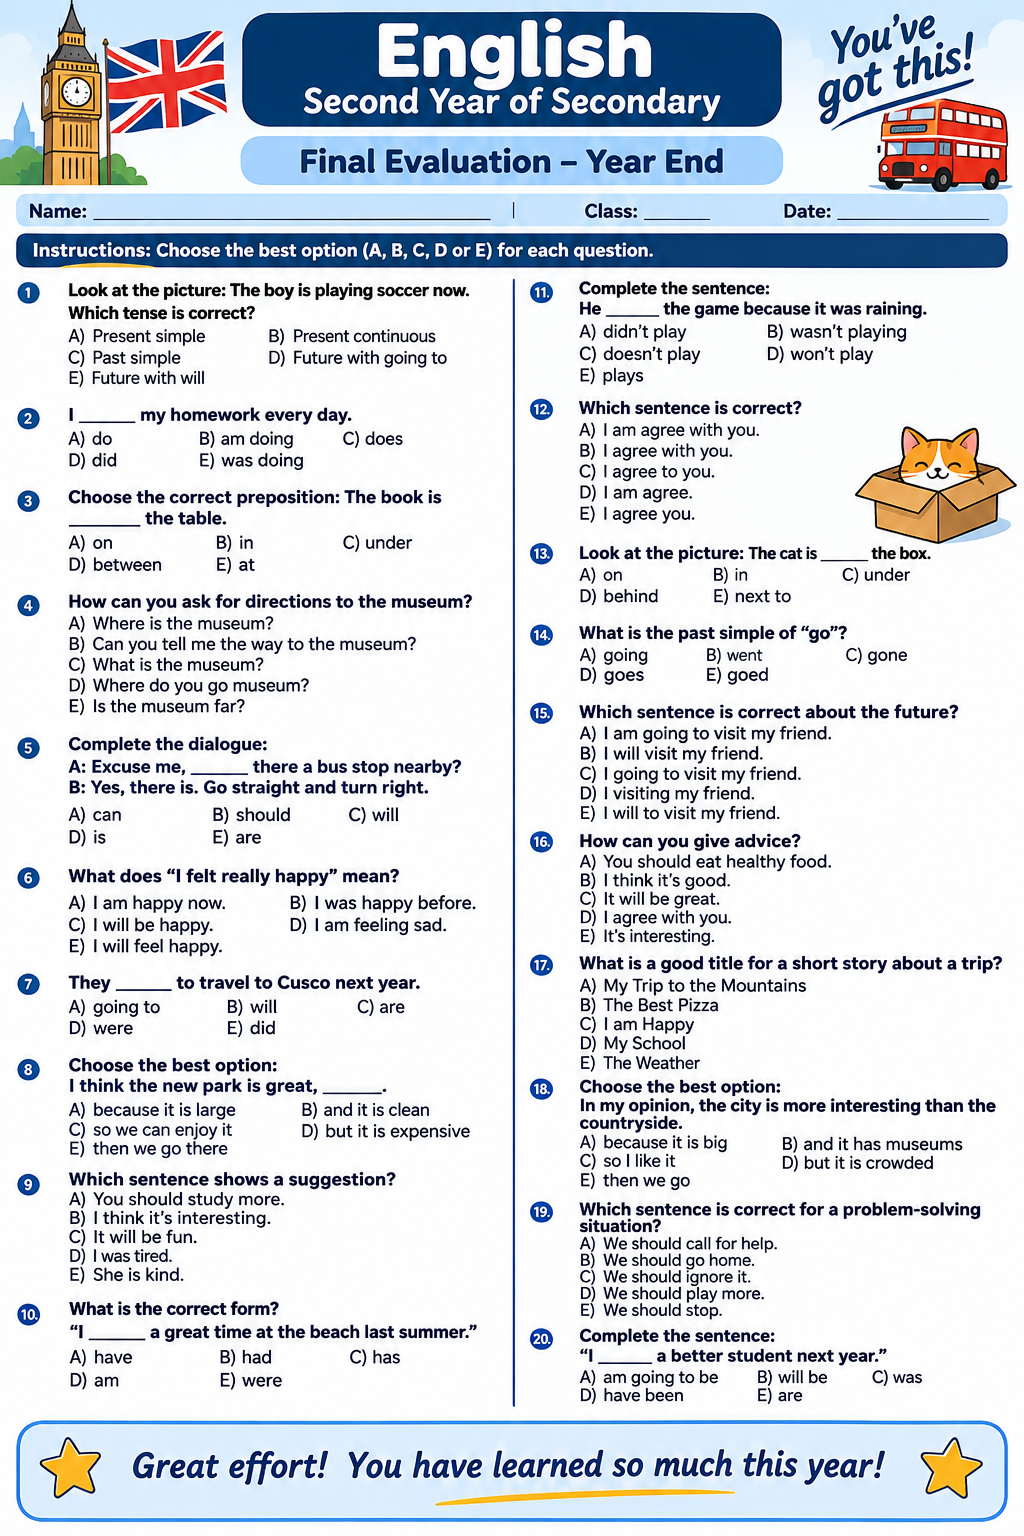 English
Second Year of Secondary
Final Evaluation – Year End
You've
got this!
Name: ______________________ | Class: ______ Date: ______________
Instructions: Choose the best option (A, B, C, D or E) for each question.
1 Look at the picture: The boy is playing soccer now.
Which tense is correct?
A) Present simple B) Present continuous
C) Past simple D) Future with going to
E) Future with will
2 I ______ my homework every day.
A) do B) am doing C) does
D) did E) was doing
3 Choose the correct preposition: The book is
________ the table.
A) on B) in C) under
D) between E) at
4 How can you ask for directions to the museum?
A) Where is the museum?
B) Can you tell me the way to the museum?
C) What is the museum?
D) Where do you go museum?
E) Is the museum far?
5 Complete the dialogue:
A: Excuse me, ______ there a bus stop nearby?
B: Yes, there is. Go straight and turn right.
A) can B) should C) will
D) is E) are
6 What does “I felt really happy” mean?
A) I am happy now. B) I was happy before.
C) I will be happy. D) I am feeling sad.
E) I will feel happy.
7 They ______ to travel to Cusco next year.
A) going to B) will C) are
D) were E) did
8 Choose the best option:
I think the new park is great, ______.
A) because it is large B) and it is clean
C) so we can enjoy it D) but it is expensive
E) then we go there
9 Which sentence shows a suggestion?
A) You should study more.
B) I think it's interesting.
C) It will be fun.
D) I was tired.
E) She is kind.
10. What is the correct form?
“I ______ a great time at the beach last summer.”
A) have B) had C) has
D) am E) were
11. Complete the sentence:
He ______ the game because it was raining.
A) didn't play B) wasn't playing
C) doesn't play D) won't play
E) plays
12. Which sentence is correct?
A) I am agree with you.
B) I agree with you.
C) I agree to you.
D) I am agree.
E) I agree you.
13. Look at the picture: The cat is ______ the box.
A) on B) in C) under
D) behind E) next to
14. What is the past simple of “go”?
A) going B) went C) gone
D) goes E) goed
15. Which sentence is correct about the future?
A) I am going to visit my friend.
B) I will visit my friend.
C) I going to visit my friend.
D) I visiting my friend.
E) I will to visit my friend.
16. How can you give advice?
A) You should eat healthy food.
B) I think it's good.
C) It will be great.
D) I agree with you.
E) It's interesting.
17. What is a good title for a short story about a trip?
A) My Trip to the Mountains
B) The Best Pizza
C) I am Happy
D) My School
E) The Weather
18. Choose the best option:
In my opinion, the city is more interesting than the
countryside.
A) because it is big B) and it has museums
C) so I like it D) but it is crowded
E) then we go
19. Which sentence is correct for a problem-solving
situation?
A) We should call for help.
B) We should go home.
C) We should ignore it.
D) We should play more.
E) We should stop.
20. Complete the sentence:
“I ______ a better student next year.”
A) am going to be B) will be C) was
D) have been E) are
Great effort! You have learned so much this year!